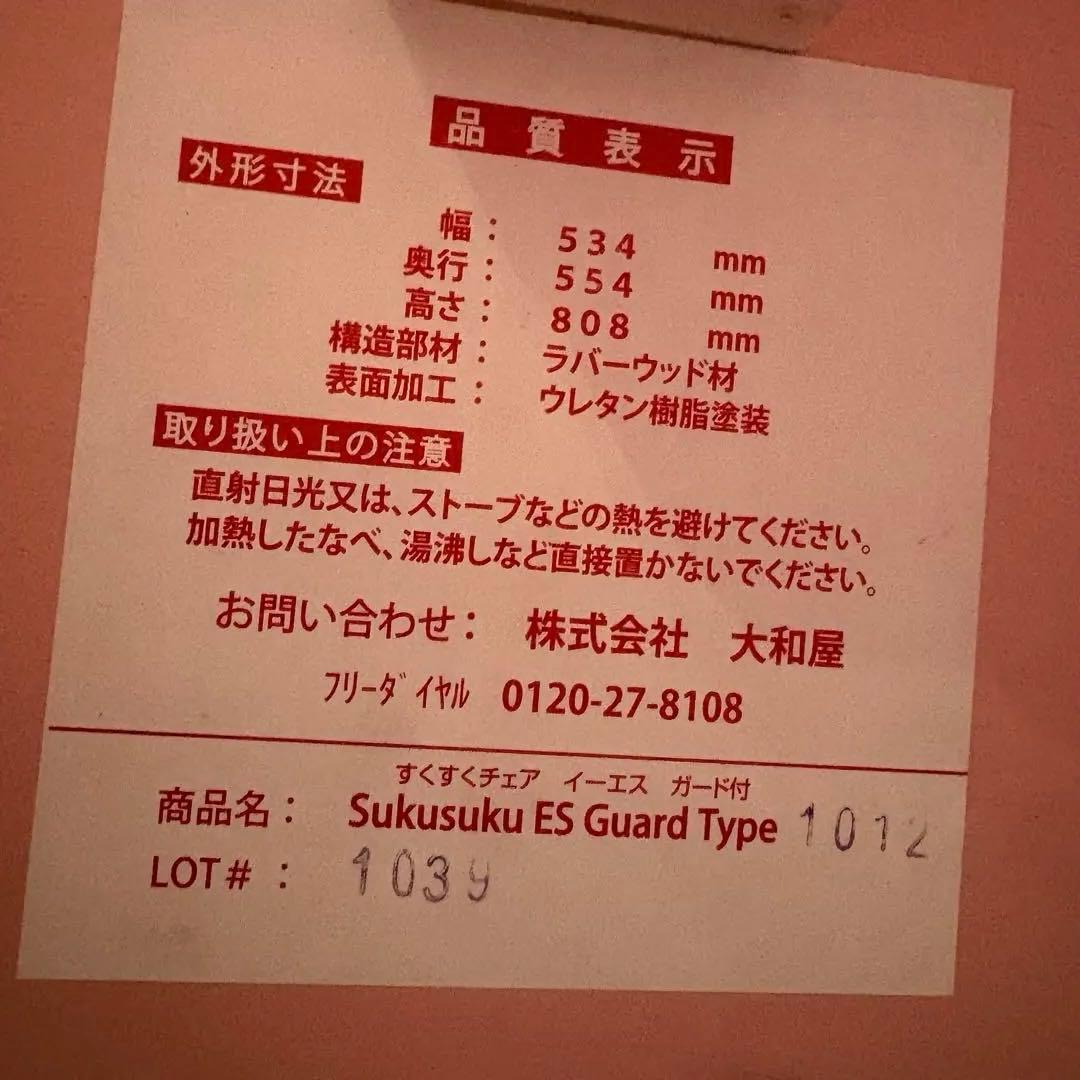 品質表示
外形寸法
幅： 534 mm
奥行： 554 mm
高さ： 808 mm
構造部材： ラバーウッド材
表面加工： ウレタン樹脂塗装
取り扱い上の注意
直射日光又は、ストーブなどの熱を避けてください。
加熱したなべ、湯沸しなど直接置かないでください。
お問い合わせ： 株式会社 大和屋
ﾌﾘｰﾀﾞｲﾔﾙ 0120-27-8108
すくすくチェア イーエス ガード付
商品名： Sukusuku ES Guard Type 1012
LOT#： 1039